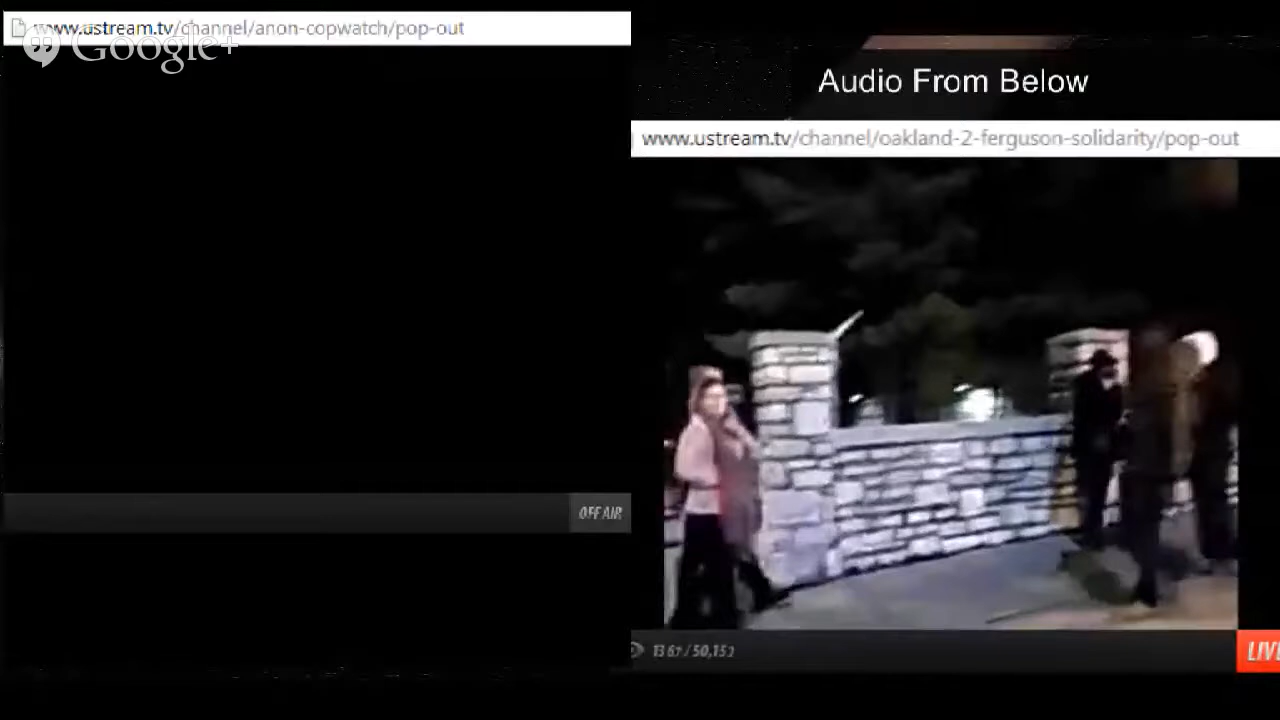 www.ustream.tv/channel/anon-copwatch/pop-out
Google+
OFF AIR
Audio From Below
www.ustream.tv/channel/oakland-2-ferguson-solidarity/pop-out
1367/50,152
LIVE